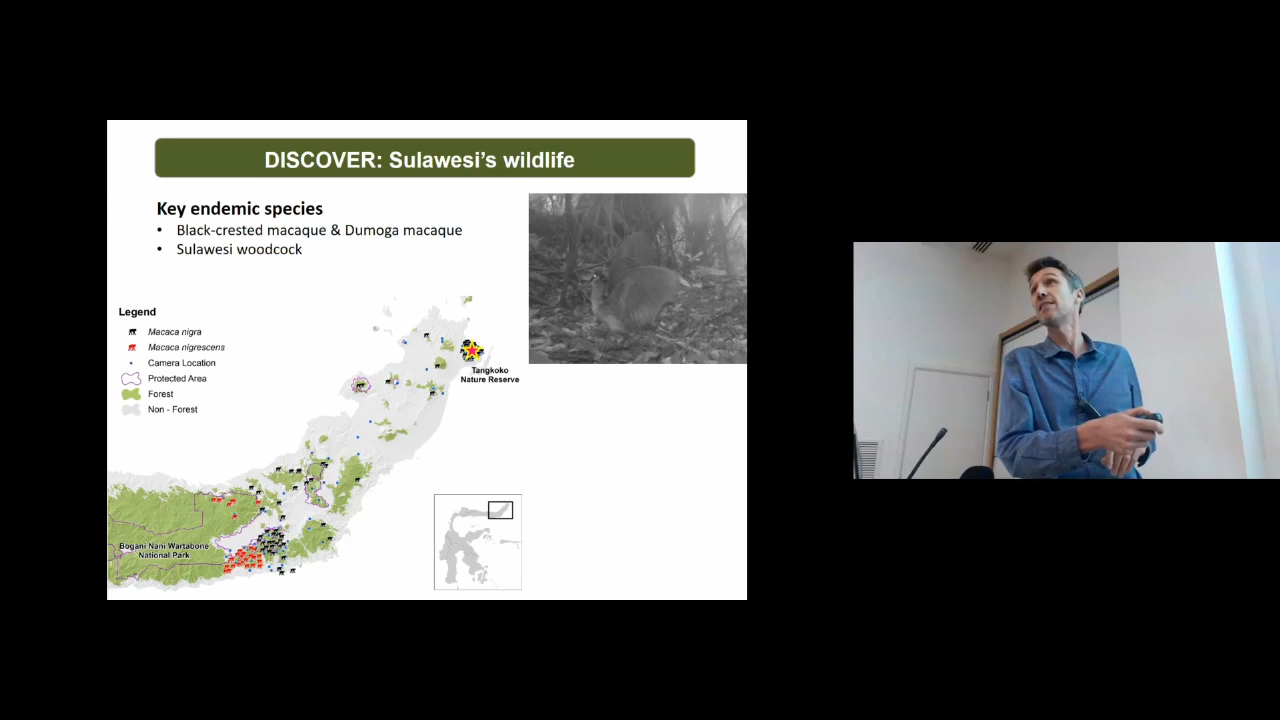 DISCOVER: Sulawesi's wildlife
Key endemic species
• Black-crested macaque & Dumoga macaque
• Sulawesi woodcock
Legend
Macaca nigra
Macaca nigrescens
Camera Location
Protected Area
Forest
Non - Forest
Tangkoko
Nature Reserve
Bogani Nani Wartabone
National Park